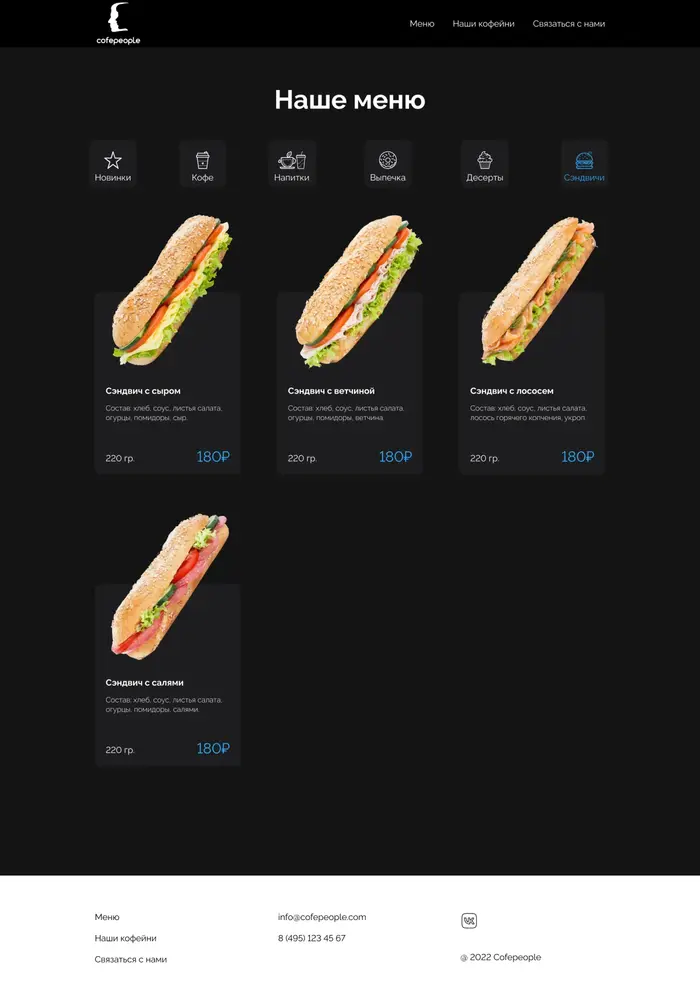 cofepeople
Меню Наши кофейни Связаться с нами
Наше меню
Новинки Кофе Напитки Выпечка Десерты Сэндвичи
Сэндвич с сыром
Состав: хлеб, соус, листья салата,
огурцы, помидоры, сыр.
220 гр. 180₽
Сэндвич с ветчиной
Состав: хлеб, соус, листья салата,
огурцы, помидоры, ветчина.
220 гр. 180₽
Сэндвич с лососем
Состав: хлеб, соус, листья салата,
лосось горячего копчения, укроп.
220 гр. 180₽
Сэндвич с салями
Состав: хлеб, соус, листья салата,
огурцы, помидоры, салями.
220 гр. 180₽
Меню
Наши кофейни
Связаться с нами
info@cofepeople.com
8 (495) 123 45 67
@ 2022 Cofepeople